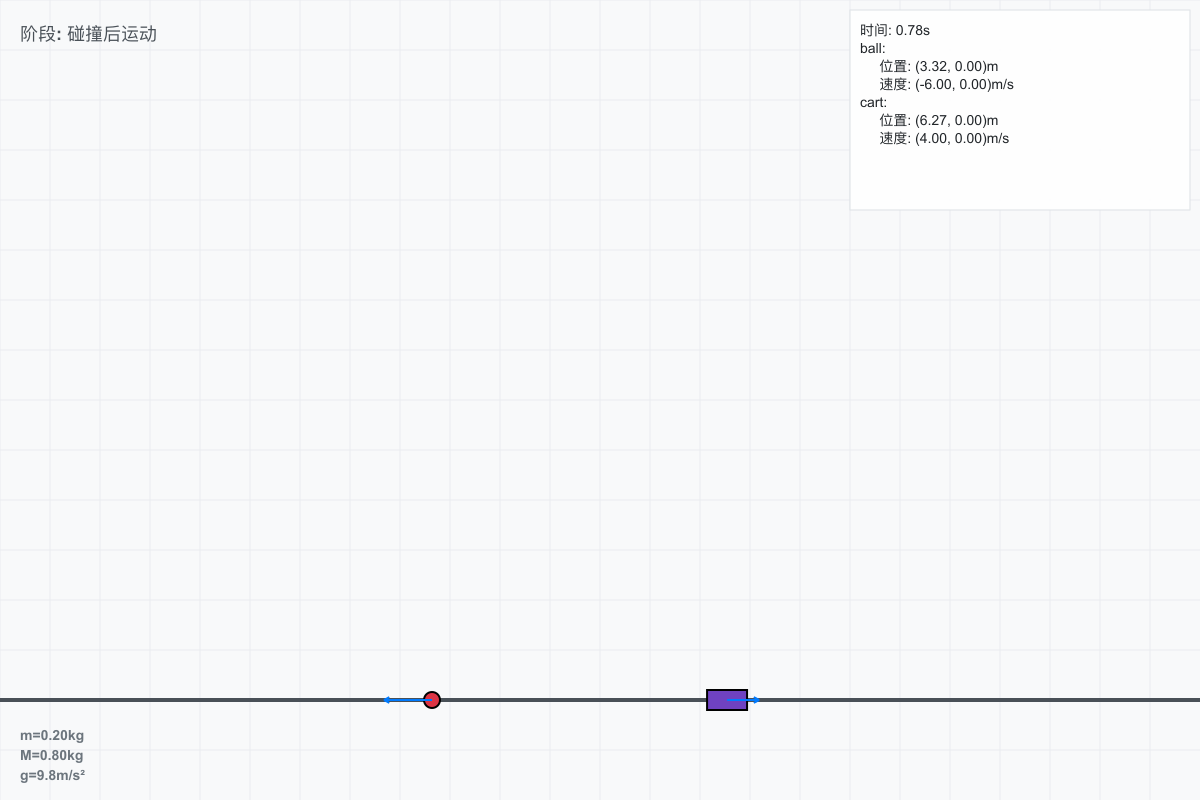 阶段: 碰撞后运动
时间: 0.78s
ball:
位置: (3.32, 0.00)m
速度: (-6.00, 0.00)m/s
cart:
位置: (6.27, 0.00)m
速度: (4.00, 0.00)m/s
m=0.20kg
M=0.80kg
g=9.8m/s²